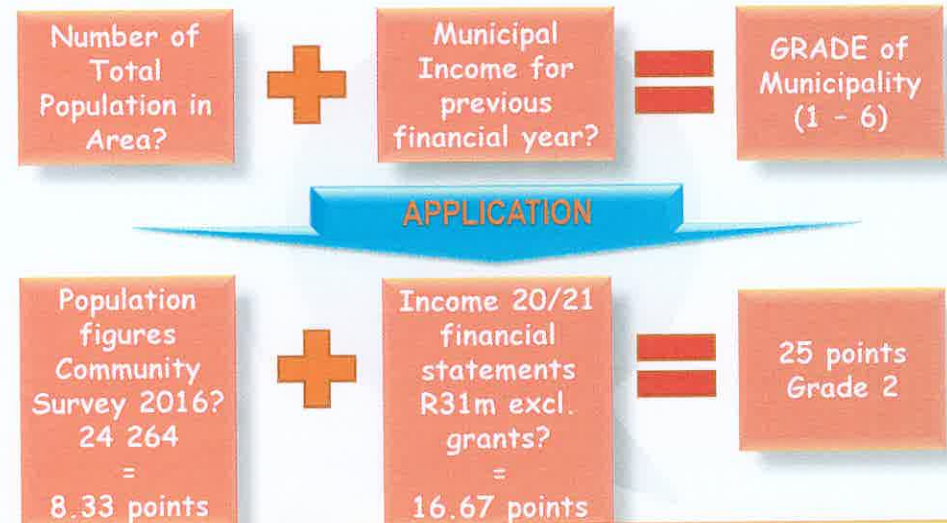 Number of
Total
Population in
Area?
Municipal
Income for
previous
financial year?
GRADE of
Municipality
(1 - 6)
APPLICATION
Population
figures
Community
Survey 2016?
24 264
=
8.33 points
Income 20/21
financial
statements
R31m excl.
grants?
=
16.67 points
25 points
Grade 2